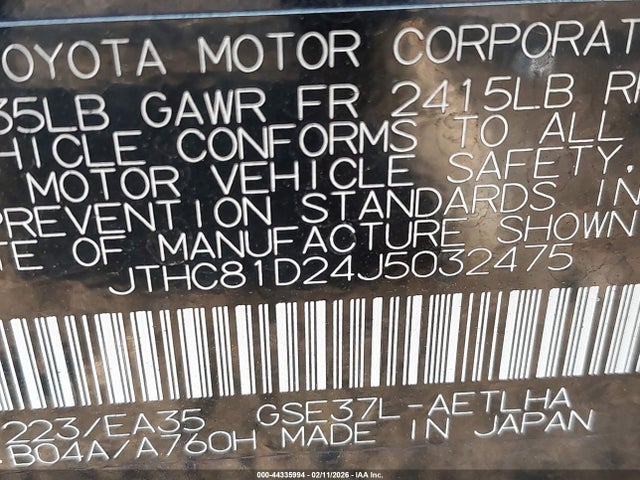 OYOTA MOTOR CORPORAT
35LB GAWR FR 2415LB RR
HICLE CONFORMS TO ALL
MOTOR VEHICLE SAFETY,
PREVENTION STANDARDS IN
TE OF MANUFACTURE SHOWN
JTHC81D24J5032475
223/EA35 GSE37L-AETLHA
B04A/A760H MADE IN JAPAN
000-44335994 02/11/2026 - IAA Inc.